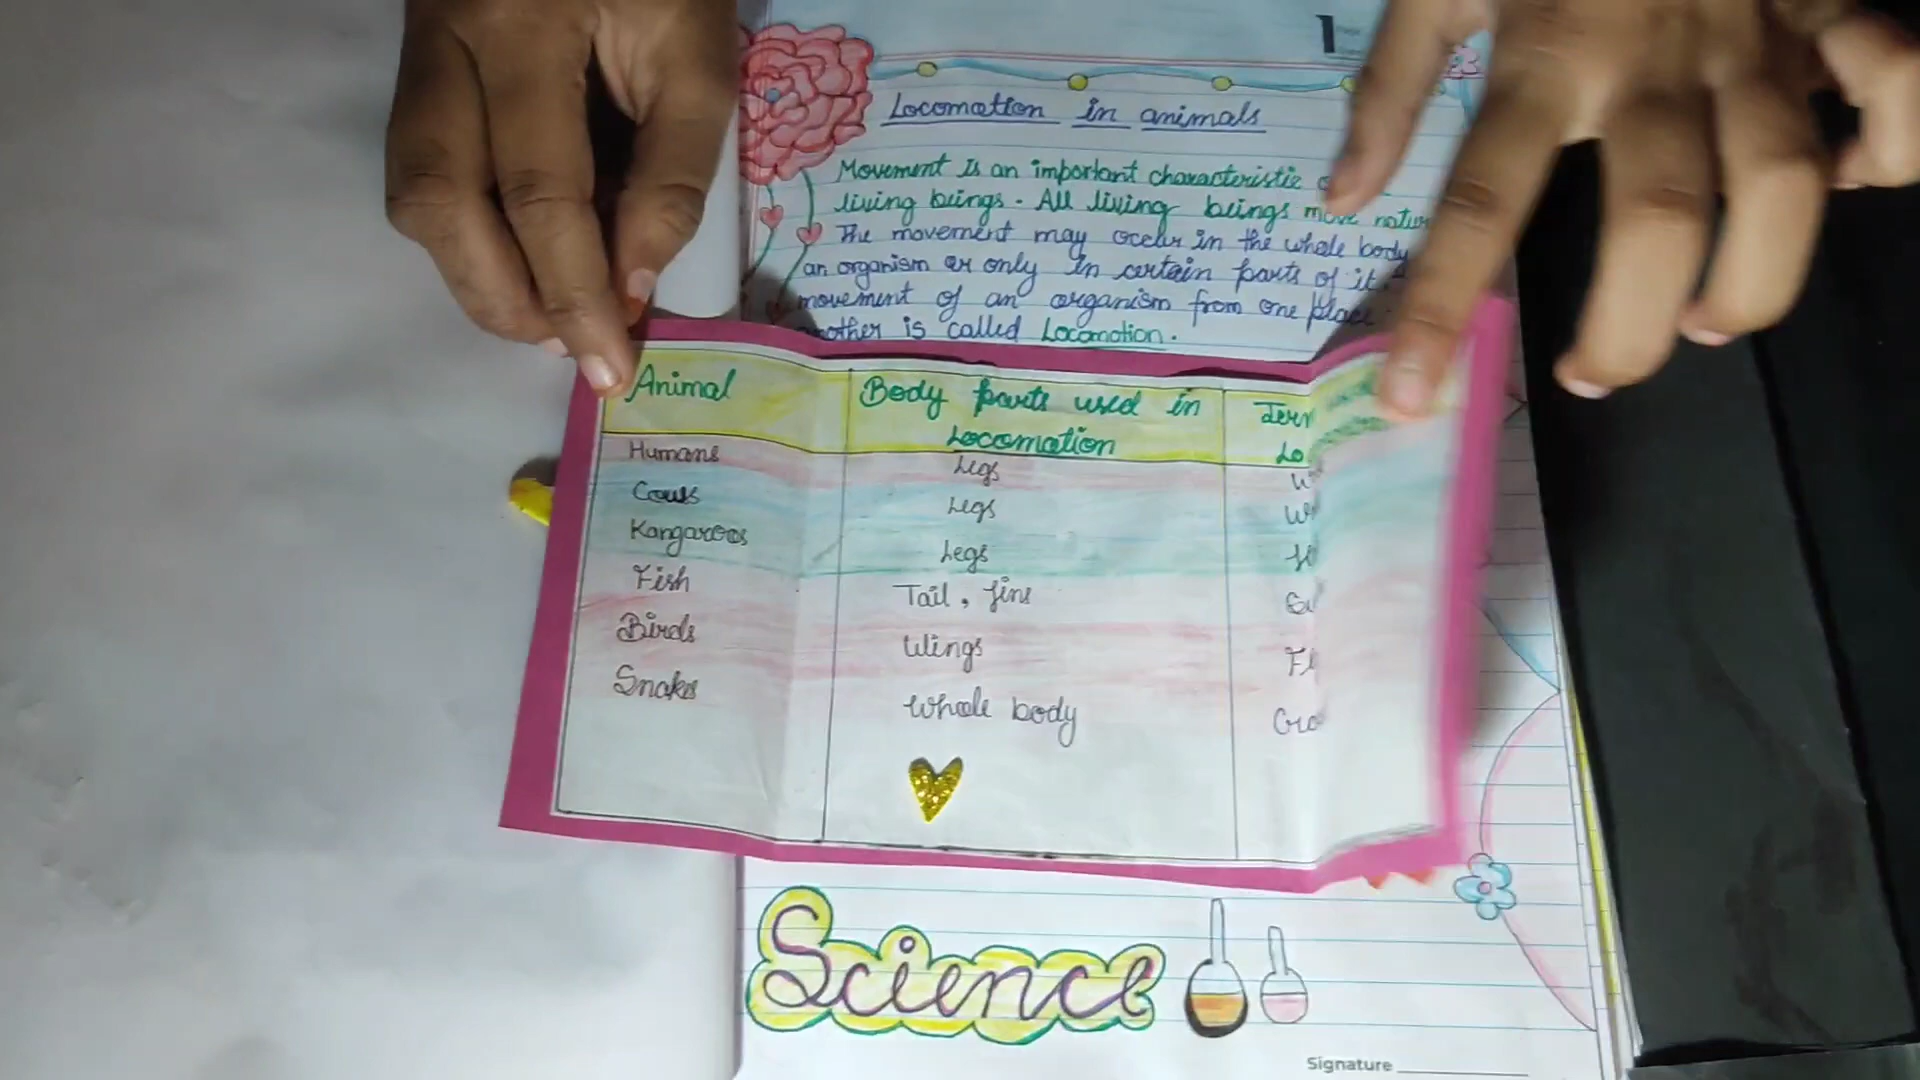 Locomotion in animals
Movement is an important characteristic
living beings. All living beings move
The movement may occur in the whole body
an organism or only in certain parts of it.
movement of an organism from one place
is called Locomotion.
Animal Body parts used in
Locomotion
Humans Legs
Cows Legs
Kangaroos Legs
Fish Tail, fins
Birds Wings
Snakes Whole body
Science
Signature